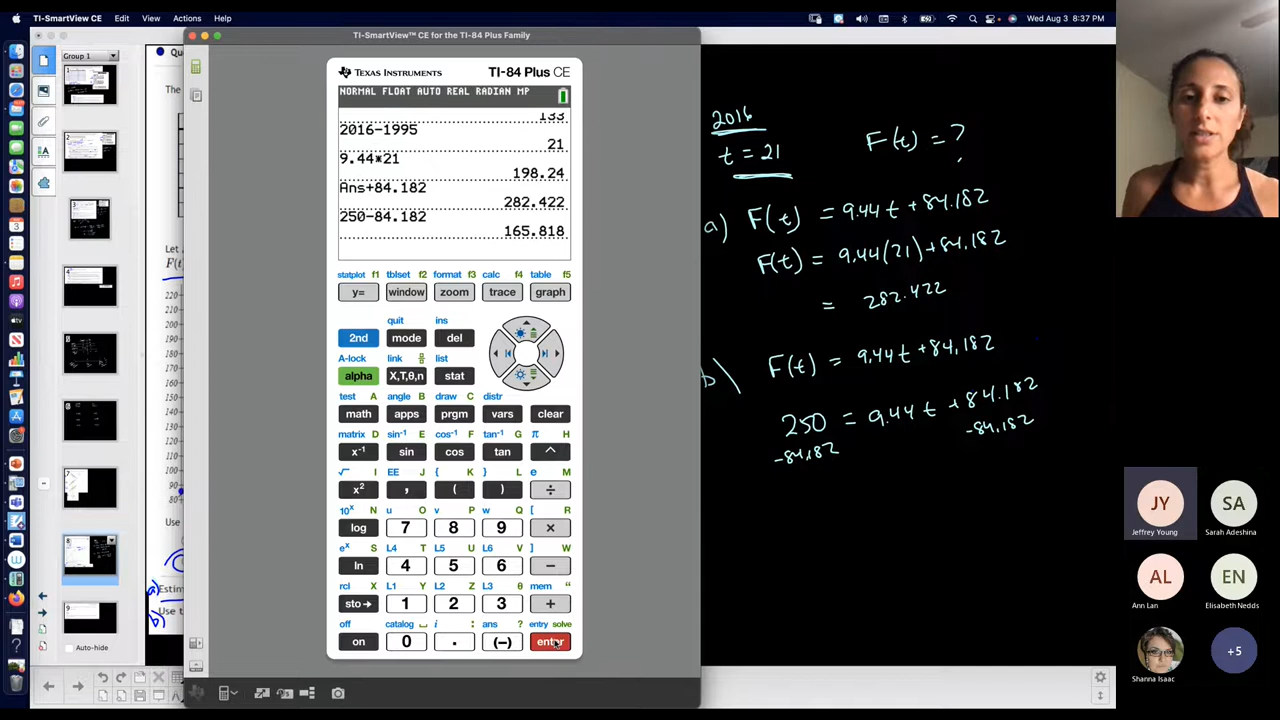 TI-SmartView CE Edit View Actions Help
Wed Aug 3 8:37 PM
TI-SmartView™ CE for the TI-84 Plus Family
Group 1
Auto-hide
TEXAS INSTRUMENTS TI-84 Plus CE
NORMAL FLOAT AUTO REAL RADIAN MP
133
2016-1995
21
9.44*21
198.24
Ans+84.182
282.422
250-84.182
165.818
statplot f1 tblset f2 format f3 calc f4 table f5
y= window zoom trace graph
quit ins
2nd mode del
A-lock link list
alpha X,T,θ,n stat
test A angle B draw C distr
math apps prgm vars clear
matrix D sin⁻¹ E cos⁻¹ F tan⁻¹ G π H
x⁻¹ sin cos tan ^
√ I EE J { K } L e M
x² , ( ) ÷
10ˣ N u O v P w Q [ R
log 7 8 9 ×
eˣ S L4 T L5 U L6 V ] W
ln 4 5 6 −
rcl X L1 Y L2 Z L3 θ mem "
sto→ 1 2 3 +
off catalog i : ans ? entry solve
on 0 . (−) enter
2016
t = 21
F(t) = ?
a) F(t) = 9.44t + 84.182
F(t) = 9.44(21) + 84.182
= 282.422
b) F(t) = 9.44t + 84.182
250 = 9.44t + 84.182
-84.182 -84.182
JY
Jeffrey Young
SA
Sarah Adeshina
AL
Ann Lan
EN
Elisabeth Nedds
Shanna Isaac
+5